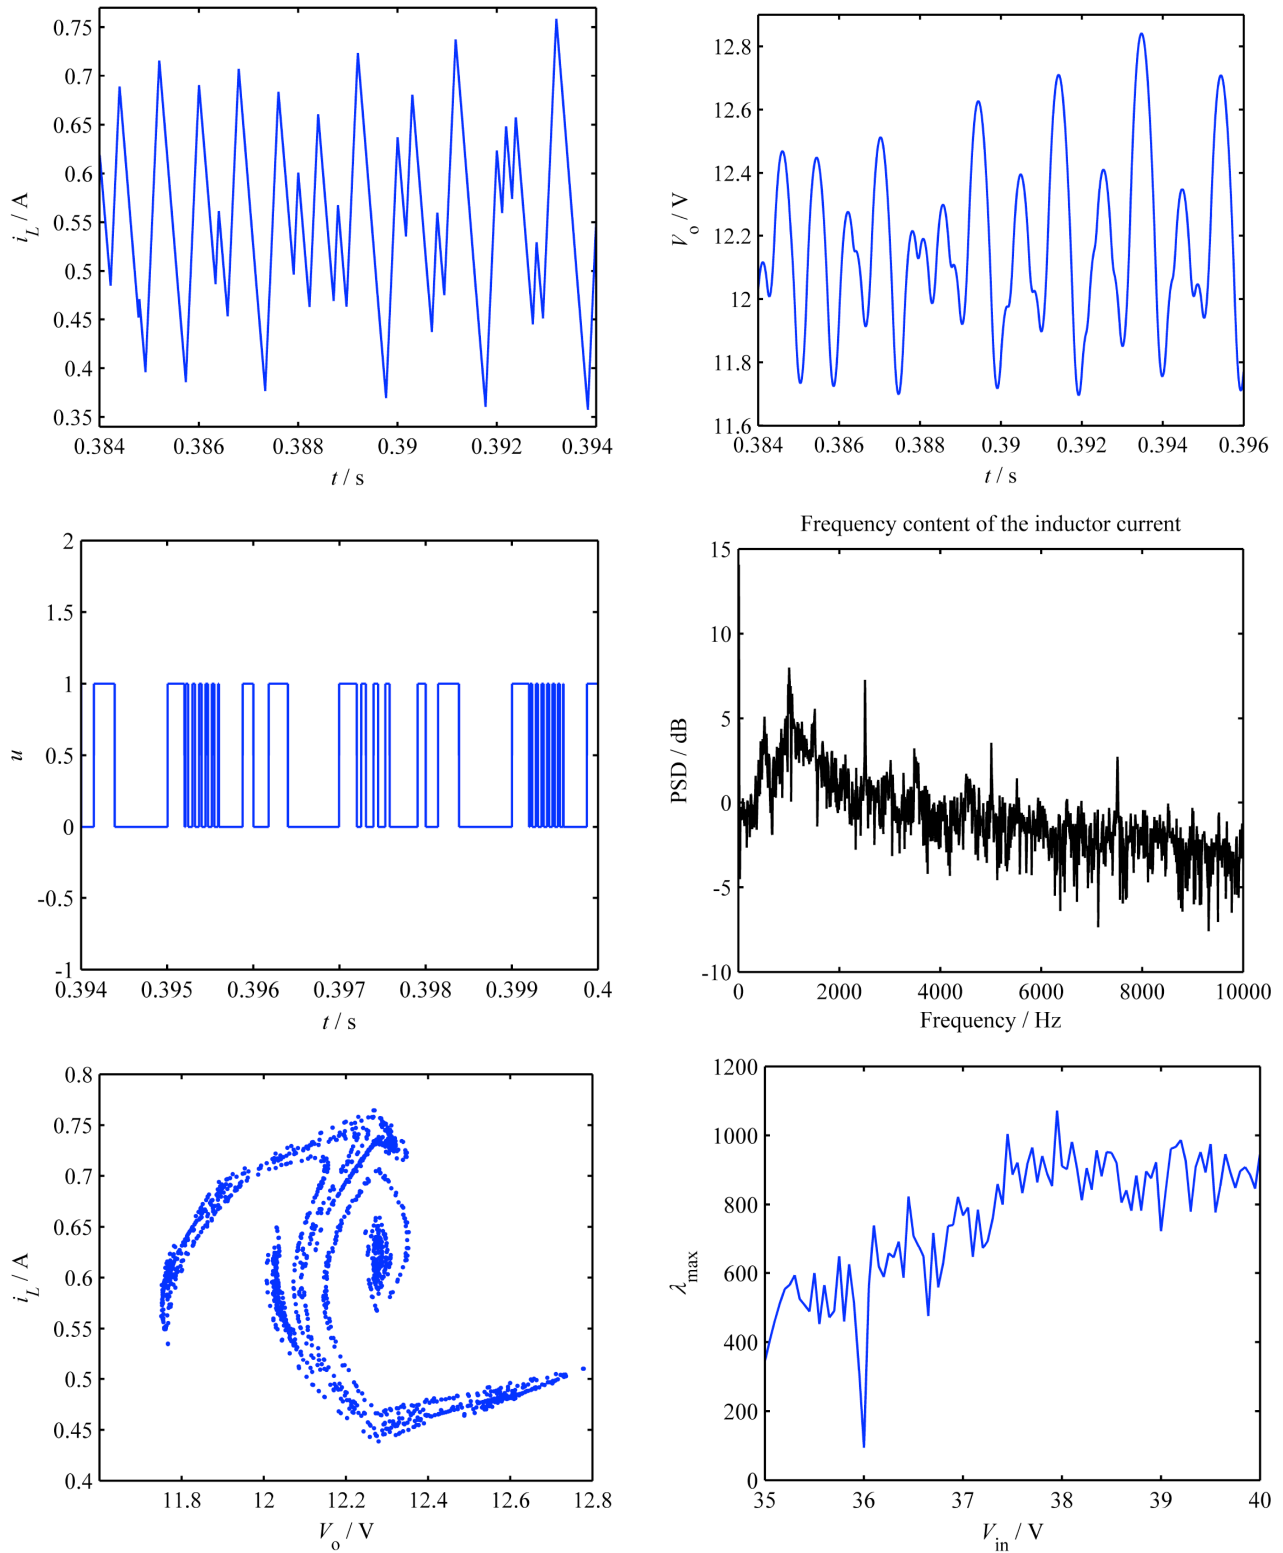 0.75
0.7
0.65
0.6
0.55
0.5
0.45
0.4
0.35
i_L / A
0.384 0.386 0.388 0.39 0.392 0.394
t / s
12.8
12.6
12.4
12.2
12
11.8
11.6
V_o / V
0.384 0.386 0.388 0.39 0.392 0.394 0.396
t / s
2
1.5
1
0.5
0
-0.5
-1
u
0.394 0.395 0.396 0.397 0.398 0.399 0.4
t / s
Frequency content of the inductor current
15
10
5
0
-5
-10
PSD / dB
0 2000 4000 6000 8000 10000
Frequency / Hz
0.8
0.75
0.7
0.65
0.6
0.55
0.5
0.45
0.4
i_L / A
11.8 12 12.2 12.4 12.6 12.8
V_o / V
1200
1000
800
600
400
200
0
λ_max
35 36 37 38 39 40
V_in / V